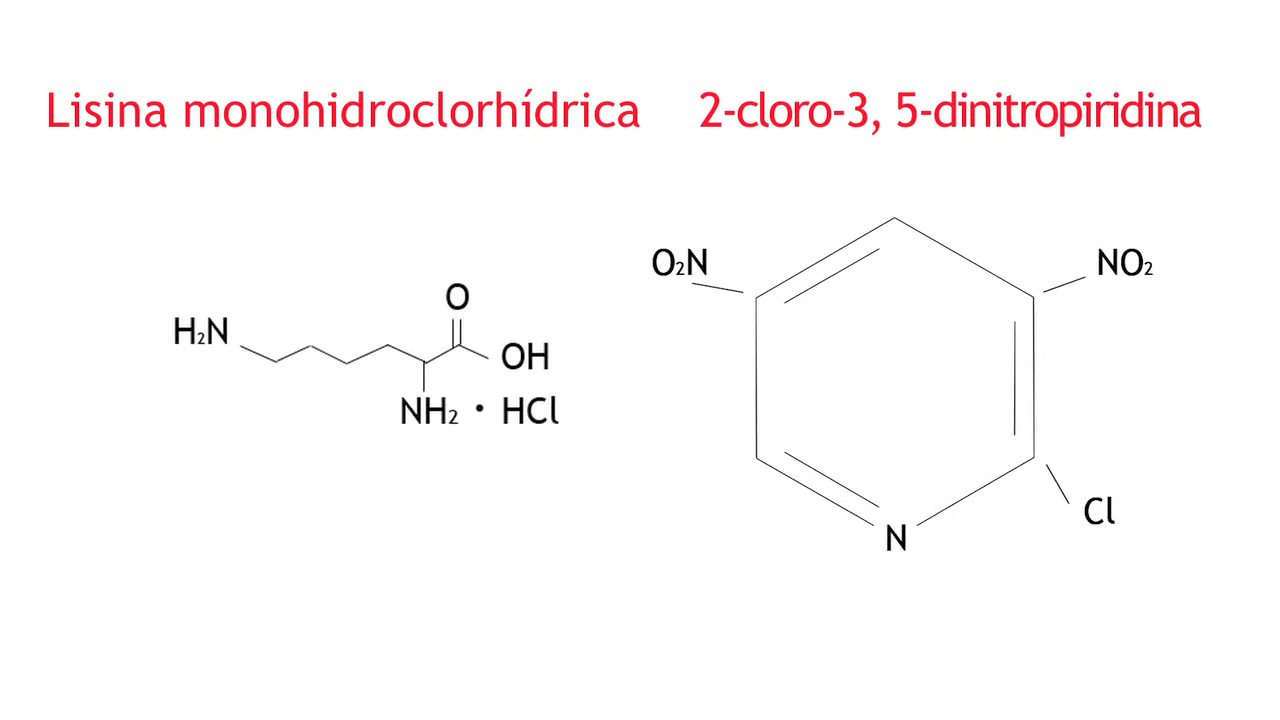 Lisina monohidroclorhídrica
H₂N
O
OH
NH₂ • HCl
2-cloro-3, 5-dinitropiridina
O₂N
NO₂
N
Cl